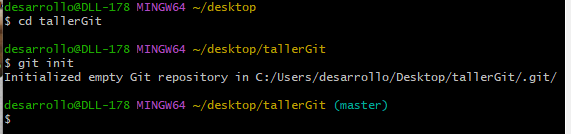 desarrollo@DLL-178 MINGW64 ~/desktop
$ cd tallerGit
desarrollo@DLL-178 MINGW64 ~/desktop/tallerGit
$ git init
Initialized empty Git repository in C:/Users/desarrollo/Desktop/tallerGit/.git/
desarrollo@DLL-178 MINGW64 ~/desktop/tallerGit (master)
$